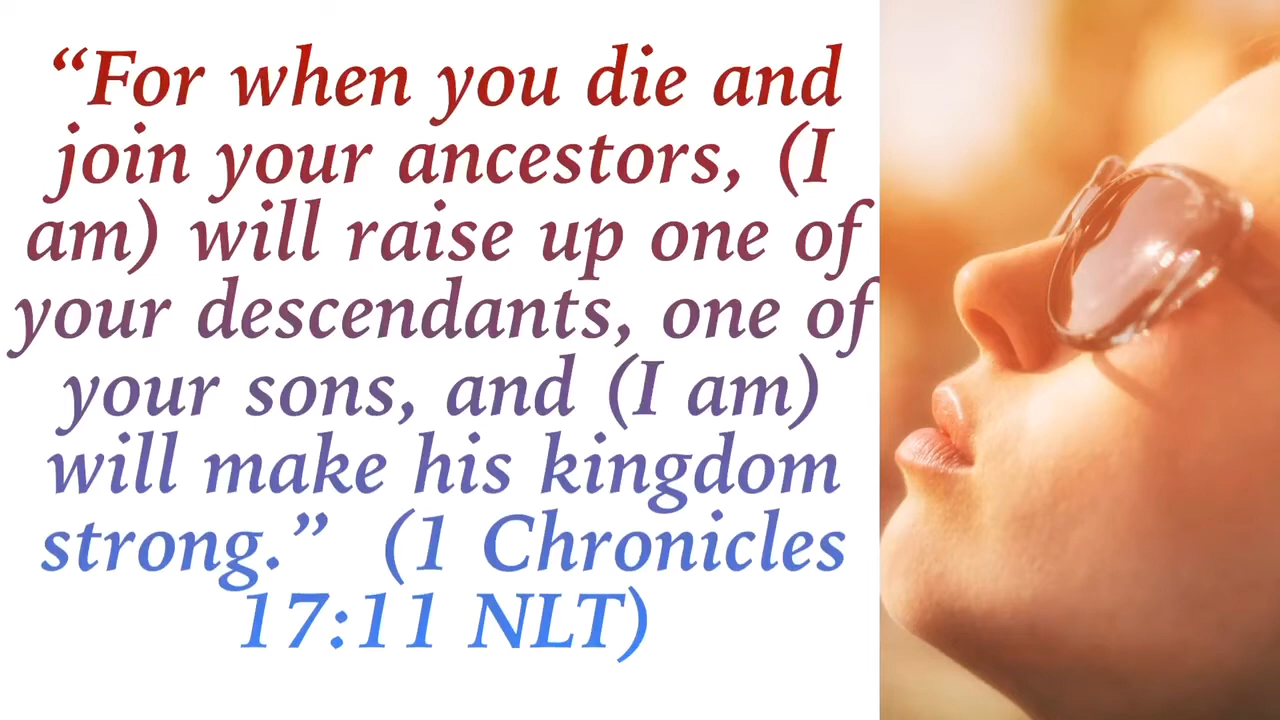 “For when you die and
join your ancestors, (I
am) will raise up one of
your descendants, one of
your sons, and (I am)
will make his kingdom
strong.”  (1 Chronicles
17:11 NLT)